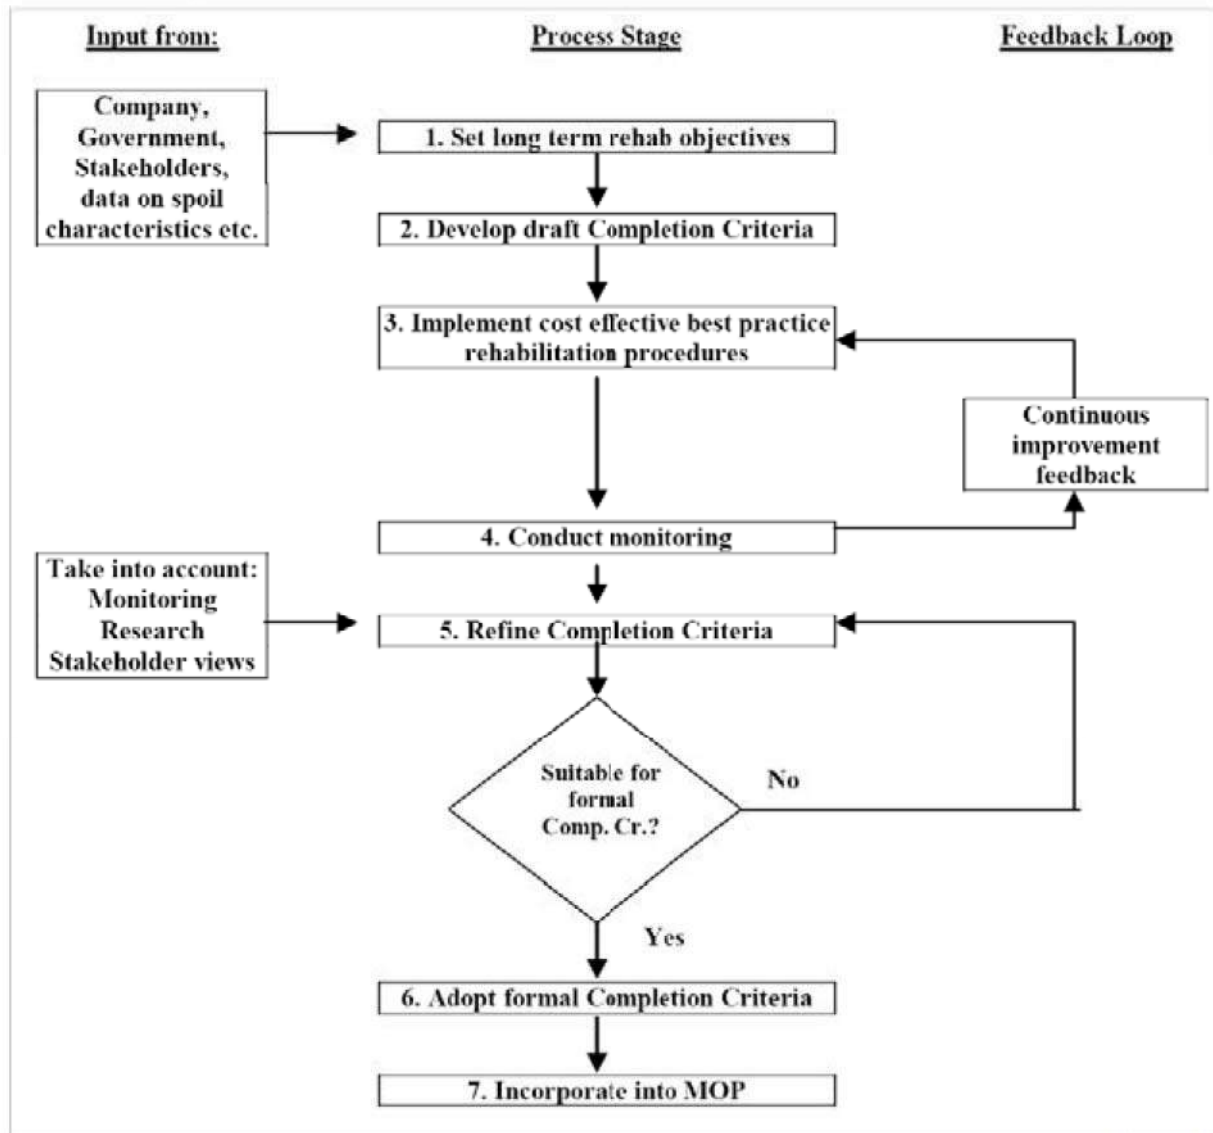 Input from:
Process Stage
Feedback Loop
Company,
Government,
Stakeholders,
data on spoil
characteristics etc.
1. Set long term rehab objectives
2. Develop draft Completion Criteria
3. Implement cost effective best practice
rehabilitation procedures
Continuous
improvement
feedback
4. Conduct monitoring
Take into account:
Monitoring
Research
Stakeholder views
5. Refine Completion Criteria
Suitable for
formal
Comp. Cr.?
No
Yes
6. Adopt formal Completion Criteria
7. Incorporate into MOP